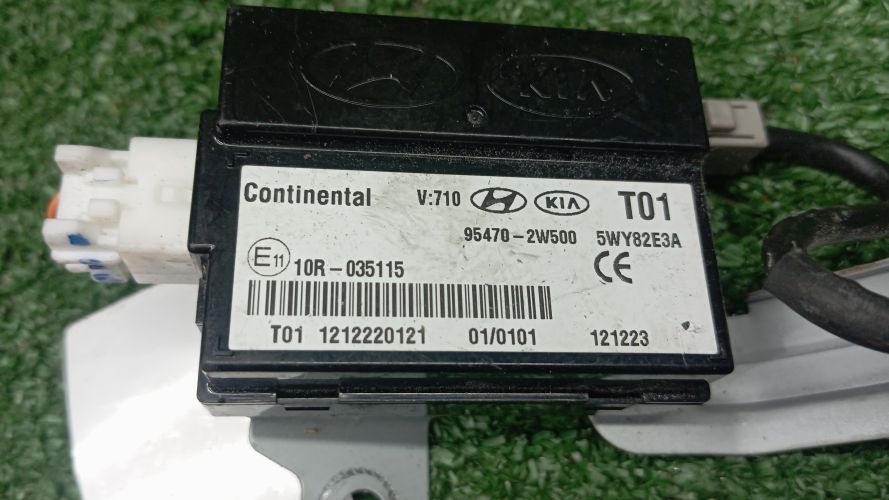 KIA
Continental V:710 KIA T01
95470-2W500 5WY82E3A
E11 10R-035115 CE
T01 1212220121 01/0101 121223